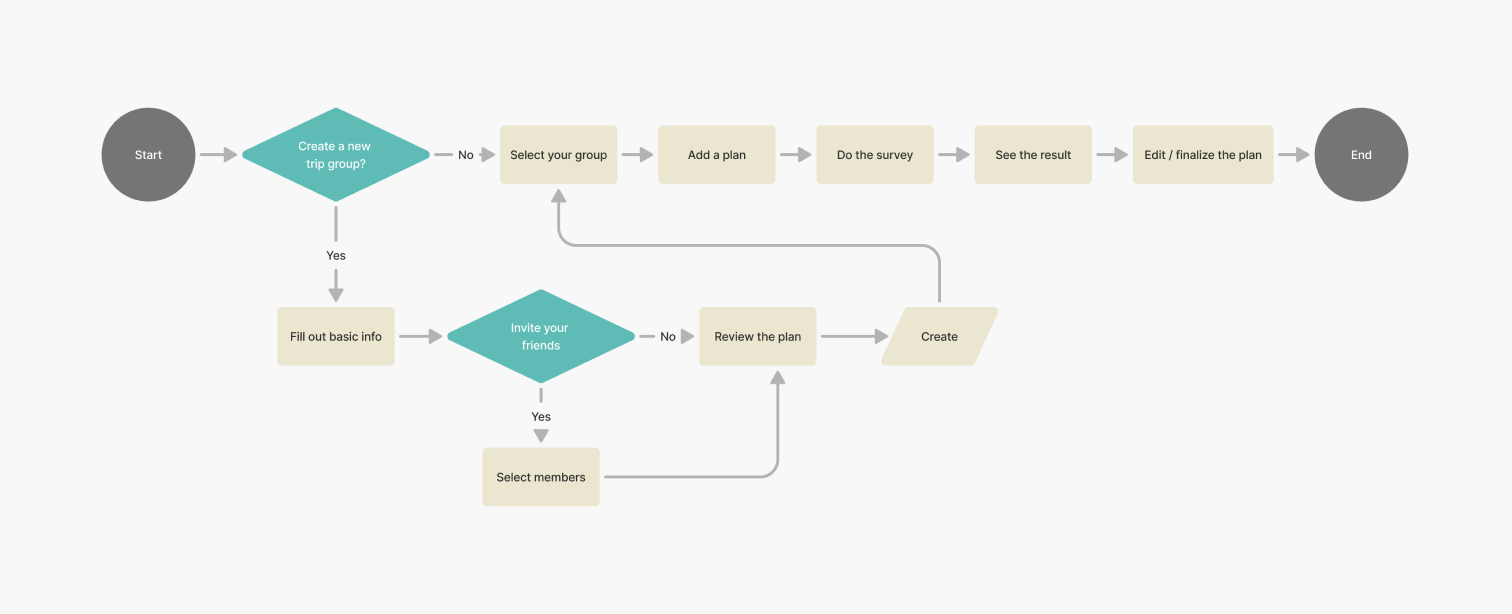 Start
Create a new
trip group?
No
Select your group
Add a plan
Do the survey
See the result
Edit / finalize the plan
End
Yes
Fill out basic info
Invite your
friends
No
Review the plan
Create
Yes
Select members